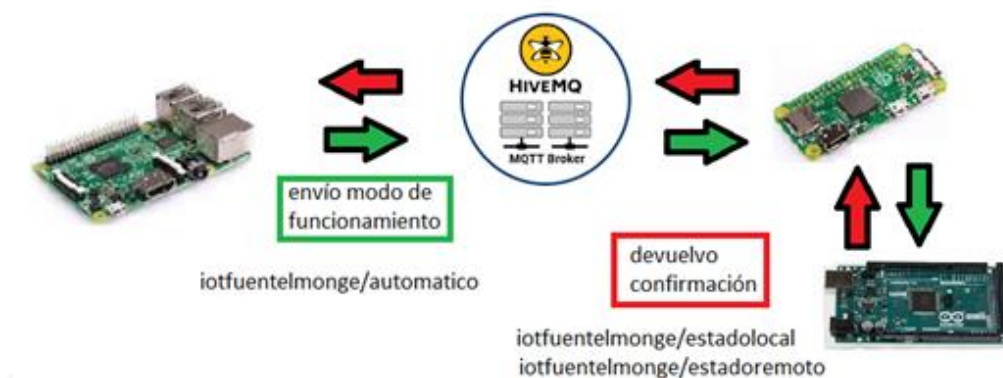 HIVEMQ
MQTT Broker
envío modo de
funcionamiento
iotfuentelmonge/automatico
devuelvo
confirmación
iotfuentelmonge/estadolocal
iotfuentelmonge/estadoremoto